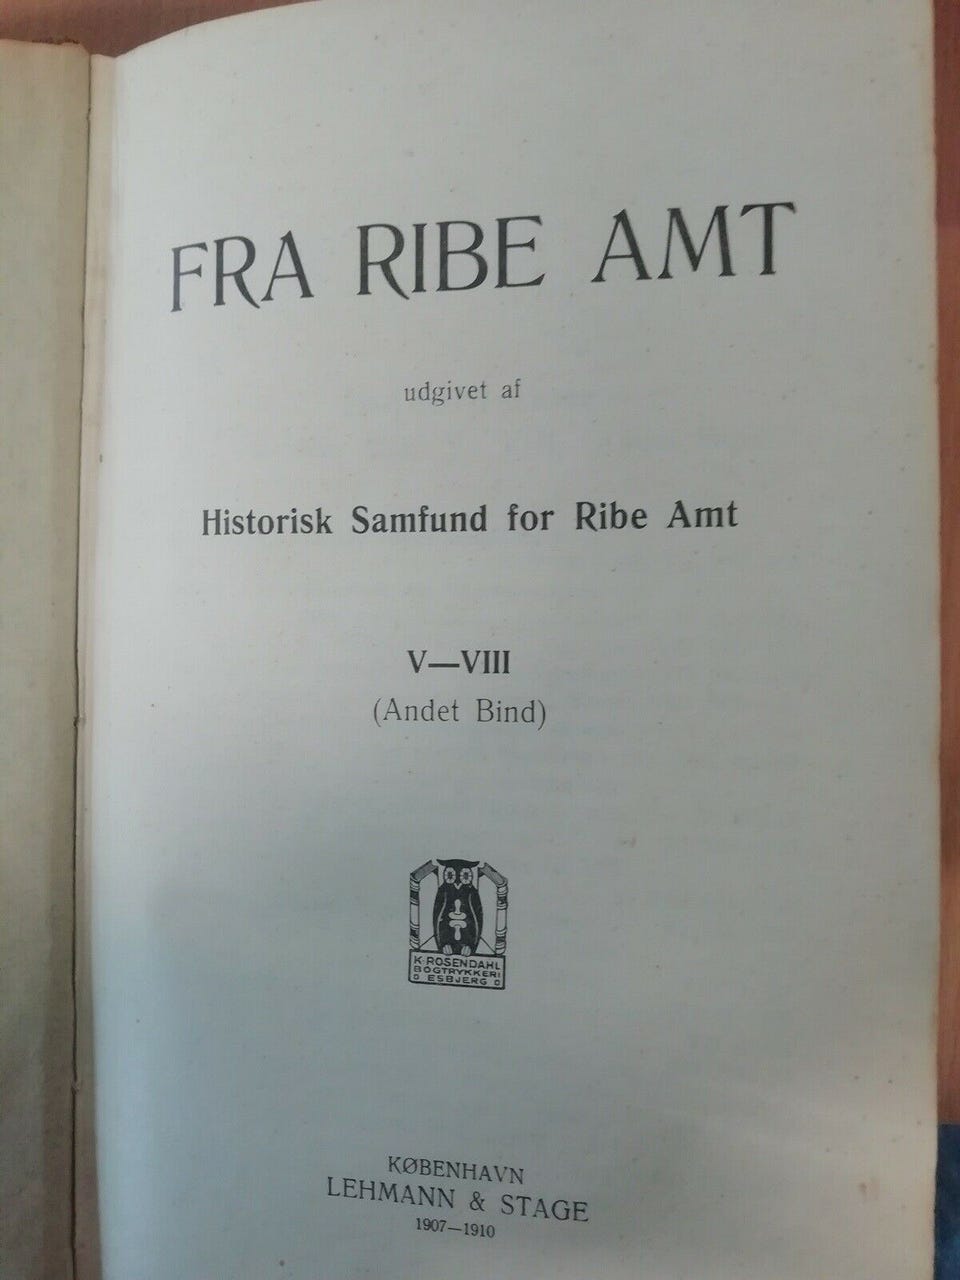 FRA RIBE AMT
udgivet af
Historisk Samfund for Ribe Amt
V—VIII
(Andet Bind)
K. ROSENDAHL
BOGTRYKKERI
ESBJERG
KØBENHAVN
LEHMANN & STAGE
1907—1910